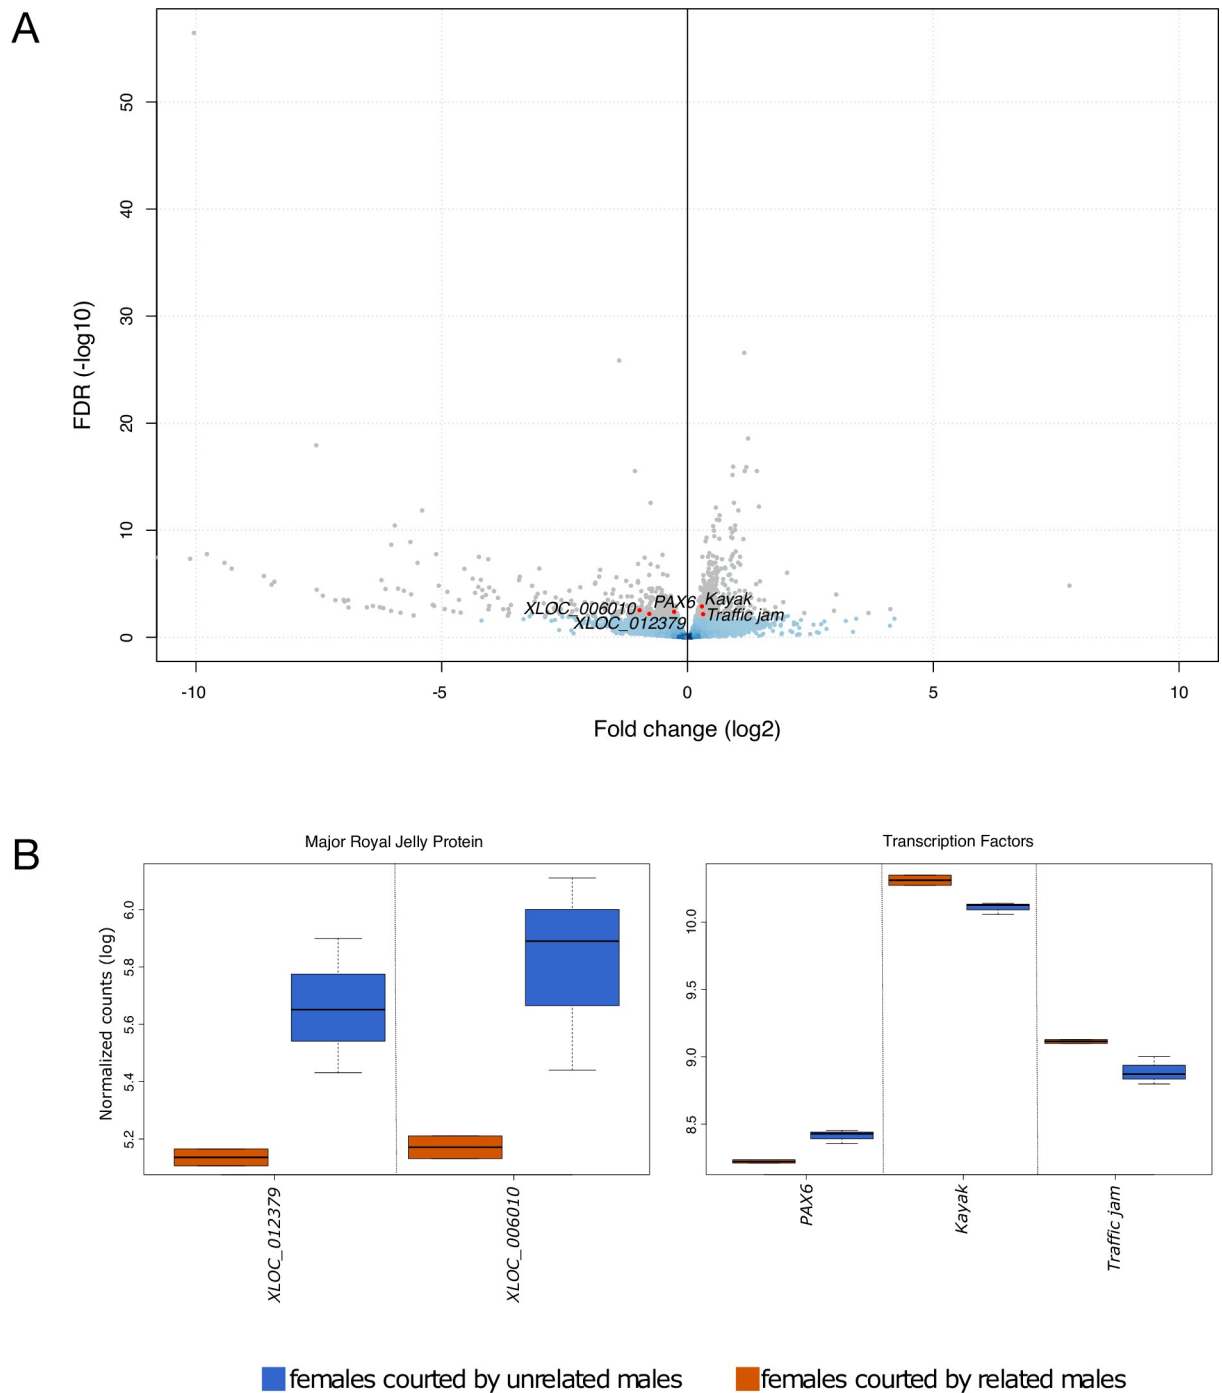 A
FDR (-log10)
50
40
30
20
10
0
XLOC_006010
PAX6
Kayak
XLOC_012379
Traffic jam
-10
-5
0
5
10
Fold change (log2)
B
Major Royal Jelly Protein
Normalized counts (log)
6.0
5.8
5.6
5.4
5.2
XLOC_012379
XLOC_006010
Transcription Factors
10.0
9.5
9.0
8.5
PAX6
Kayak
Traffic jam
females courted by unrelated males
females courted by related males